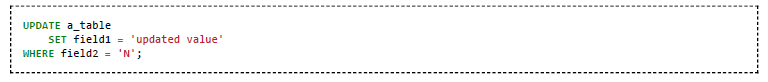 UPDATE a_table
    SET field1 = 'updated value'
WHERE field2 = 'N';